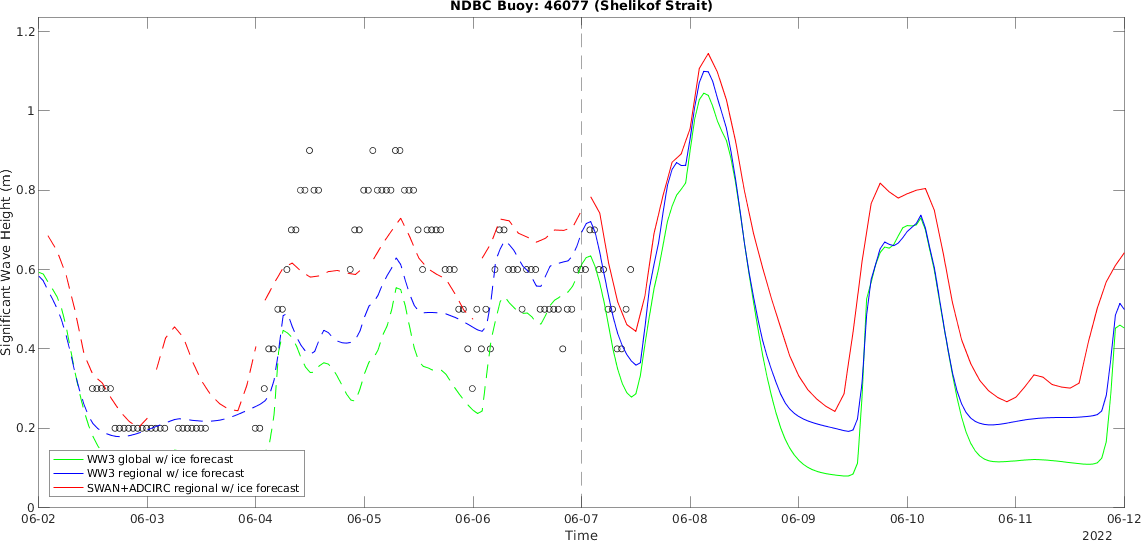 NDBC Buoy: 46077 (Shelikof Strait)
Significant Wave Height (m)
1.2
1
0.8
0.6
0.4
0.2
0
WW3 global w/ ice forecast
WW3 regional w/ ice forecast
SWAN+ADCIRC regional w/ ice forecast
06-02 06-03 06-04 06-05 06-06 06-07 06-08 06-09 06-10 06-11 06-12
Time 2022